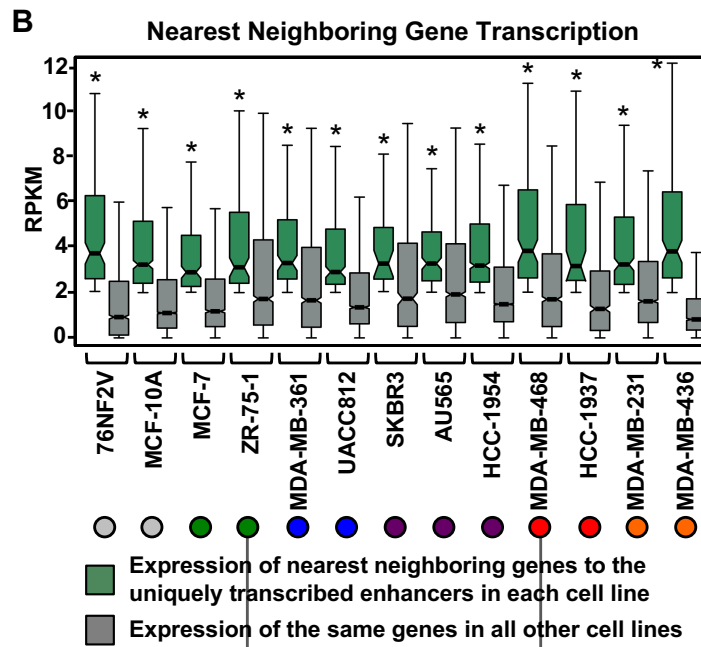 B
Nearest Neighboring Gene Transcription
RPKM
12
10
8
6
4
2
0
* * * * * * * * * * * * *
76NF2V
MCF-10A
MCF-7
ZR-75-1
MDA-MB-361
UACC812
SKBR3
AU565
HCC-1954
MDA-MB-468
HCC-1937
MDA-MB-231
MDA-MB-436
Expression of nearest neighboring genes to the
uniquely transcribed enhancers in each cell line
Expression of the same genes in all other cell lines